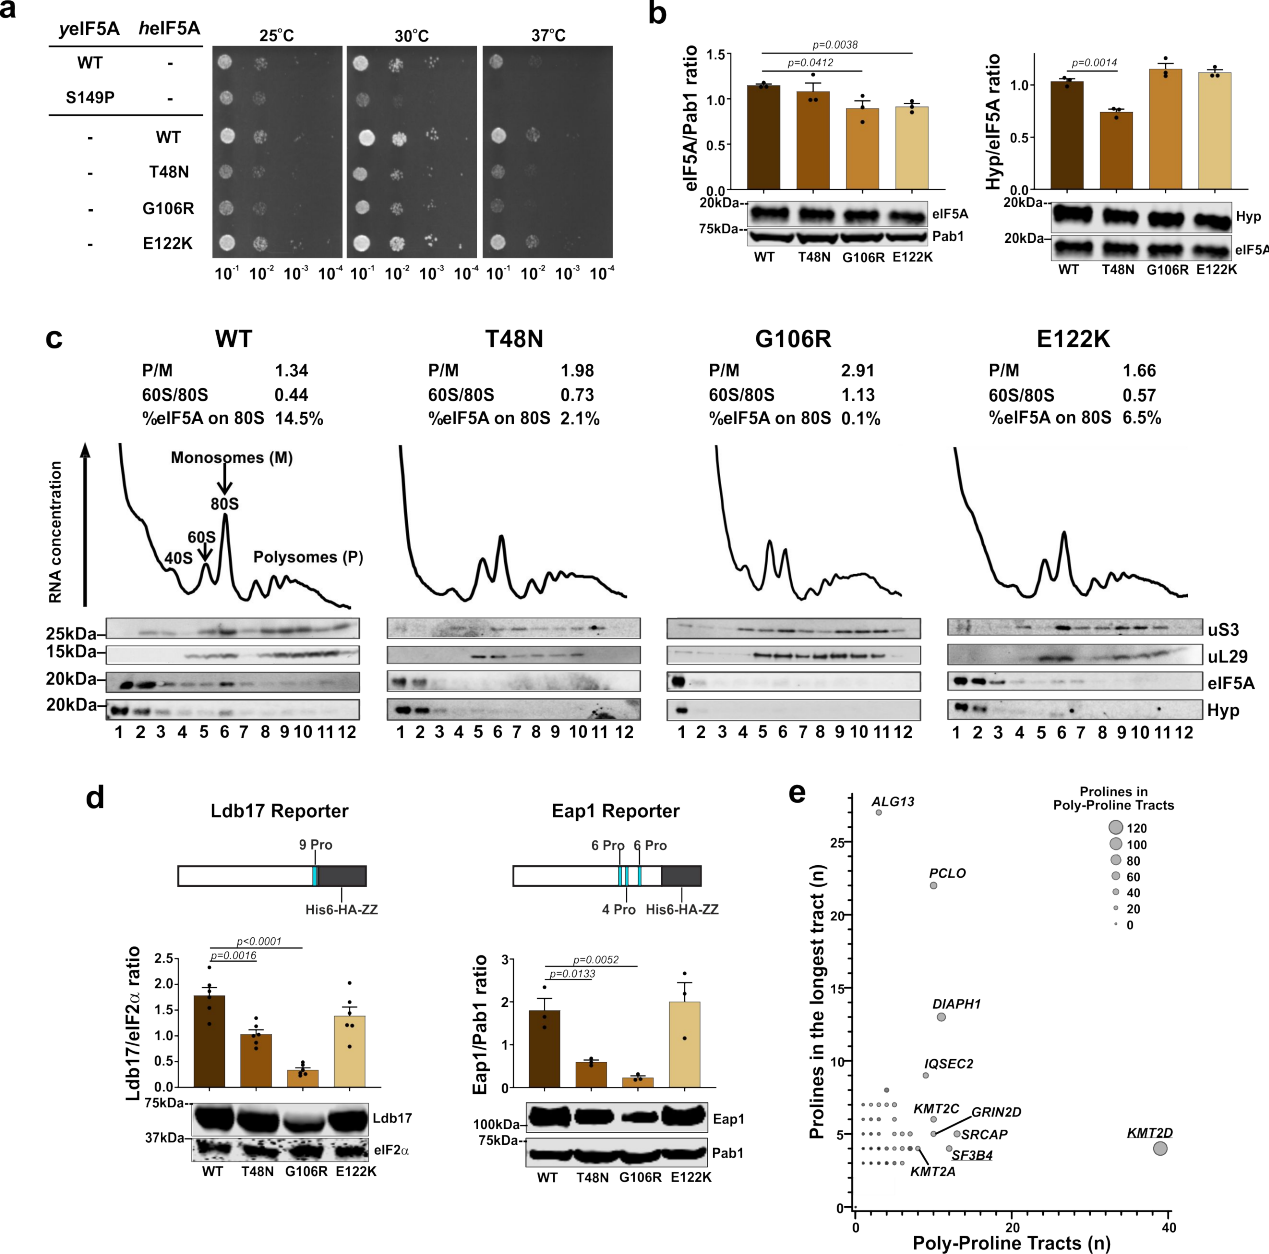 a
yeIF5A heIF5A
25°C 30°C 37°C
WT -
S149P -
- WT
- T48N
- G106R
- E122K
10-1 10-2 10-3 10-4 10-1 10-2 10-3 10-4 10-1 10-2 10-3 10-4
b
eIF5A/Pab1 ratio
1.5
1.0
0.5
0.0
p=0.0038
p=0.0412
20kDa
75kDa
eIF5A
Pab1
WT T48N G106R E122K
Hyp/eIF5A ratio
1.0
0.5
0.0
p=0.0014
20kDa
20kDa
Hyp
eIF5A
WT T48N G106R E122K
c
WT T48N G106R E122K
P/M 1.34 P/M 1.98 P/M 2.91 P/M 1.66
60S/80S 0.44 60S/80S 0.73 60S/80S 1.13 60S/80S 0.57
%eIF5A on 80S 14.5% %eIF5A on 80S 2.1% %eIF5A on 80S 0.1% %eIF5A on 80S 6.5%
RNA concentration
Monosomes (M)
80S
60S
40S
Polysomes (P)
25kDa
15kDa
20kDa
20kDa
uS3
uL29
eIF5A
Hyp
1 2 3 4 5 6 7 8 9 10 11 12 1 2 3 4 5 6 7 8 9 10 11 12 1 2 3 4 5 6 7 8 9 10 11 12 1 2 3 4 5 6 7 8 9 10 11 12
d
Ldb17 Reporter
9 Pro
His6-HA-ZZ
Ldb17/eIF2α ratio
2.5
2.0
1.5
1.0
0.5
0.0
p<0.0001
p=0.0016
75kDa
37kDa
Ldb17
eIF2α
WT T48N G106R E122K
Eap1 Reporter
6 Pro 6 Pro
4 Pro His6-HA-ZZ
Eap1/Pab1 ratio
3
2
1
0
p=0.0052
p=0.0133
100kDa
75kDa
Eap1
Pab1
WT T48N G106R E122K
e
Prolines in the longest tract (n)
25
20
15
10
5
0
Prolines in
Poly-Proline Tracts
120
100
80
60
40
20
0
ALG13
PCLO
DIAPH1
IQSEC2
KMT2C
GRIN2D
SRCAP
SF3B4
KMT2A
KMT2D
0 20 40
Poly-Proline Tracts (n)